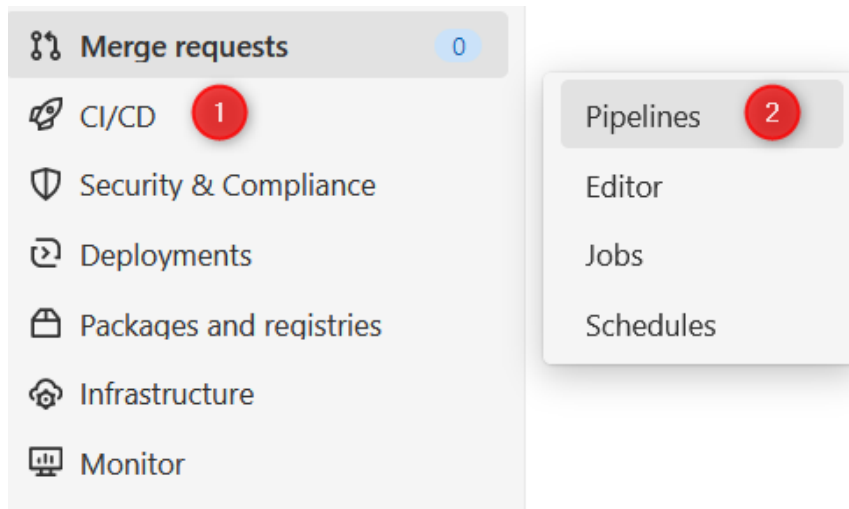 Merge requests 0
CI/CD 1
Security & Compliance
Deployments
Packages and registries
Infrastructure
Monitor
Pipelines 2
Editor
Jobs
Schedules